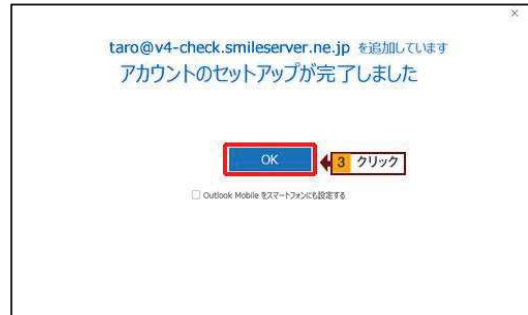 taro@v4-check.smileserver.ne.jp を追加しています
アカウントのセットアップが完了しました
OK
3 クリック
Outlook Mobile をスマートフォンにも設定する